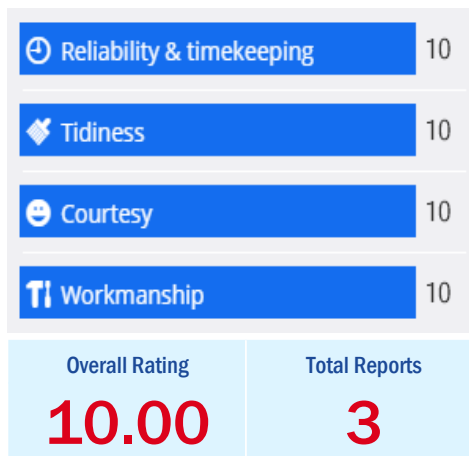 Reliability & timekeeping 10
Tidiness 10
Courtesy 10
Workmanship 10
Overall Rating Total Reports
10.00 3